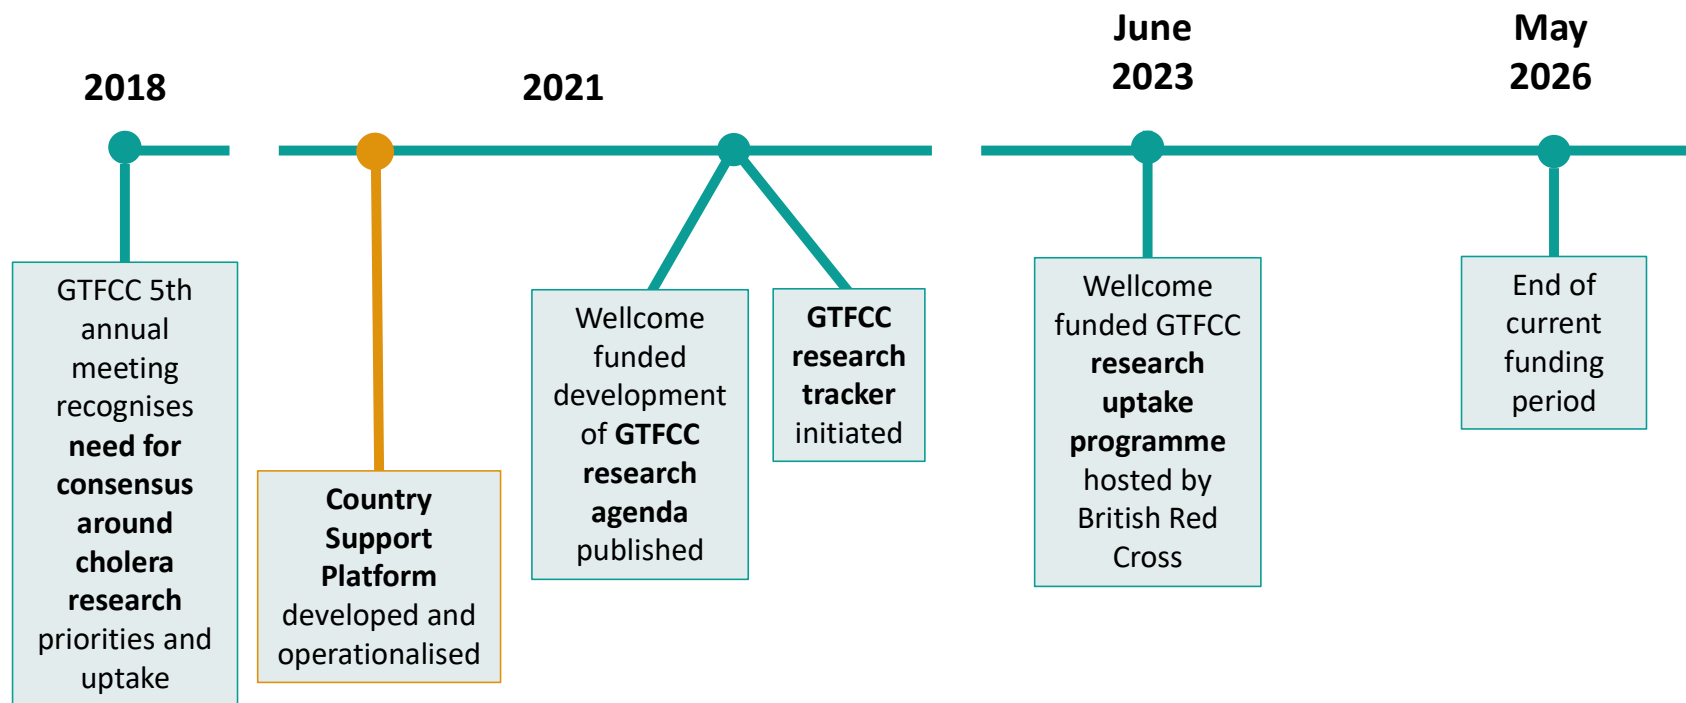 2018
2021
June
2023
May
2026
GTFCC 5th
annual
meeting
recognises
need for
consensus
around
cholera
research
priorities and
uptake
Country
Support
Platform
developed and
operationalised
Wellcome
funded
development
of GTFCC
research
agenda
published
GTFCC
research
tracker
initiated
Wellcome
funded GTFCC
research
uptake
programme
hosted by
British Red
Cross
End of
current
funding
period